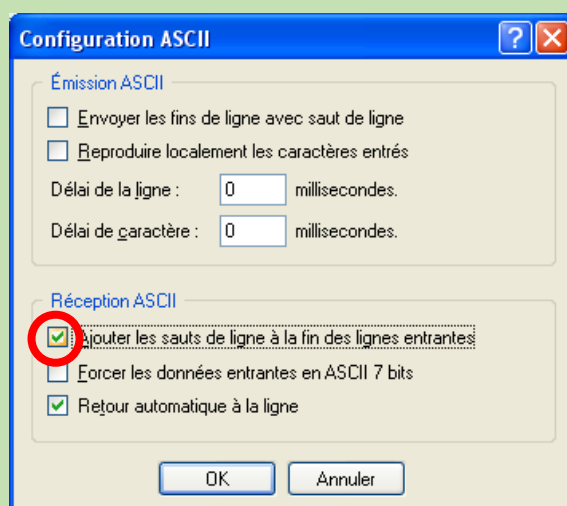 Configuration ASCII ?
Émission ASCII
Envoyer les fins de ligne avec saut de ligne
Reproduire localement les caractères entrés
Délai de la ligne : 0 millisecondes.
Délai de caractère : 0 millisecondes.
Réception ASCII
Ajouter les sauts de ligne à la fin des lignes entrantes
Forcer les données entrantes en ASCII 7 bits
Retour automatique à la ligne
OK Annuler